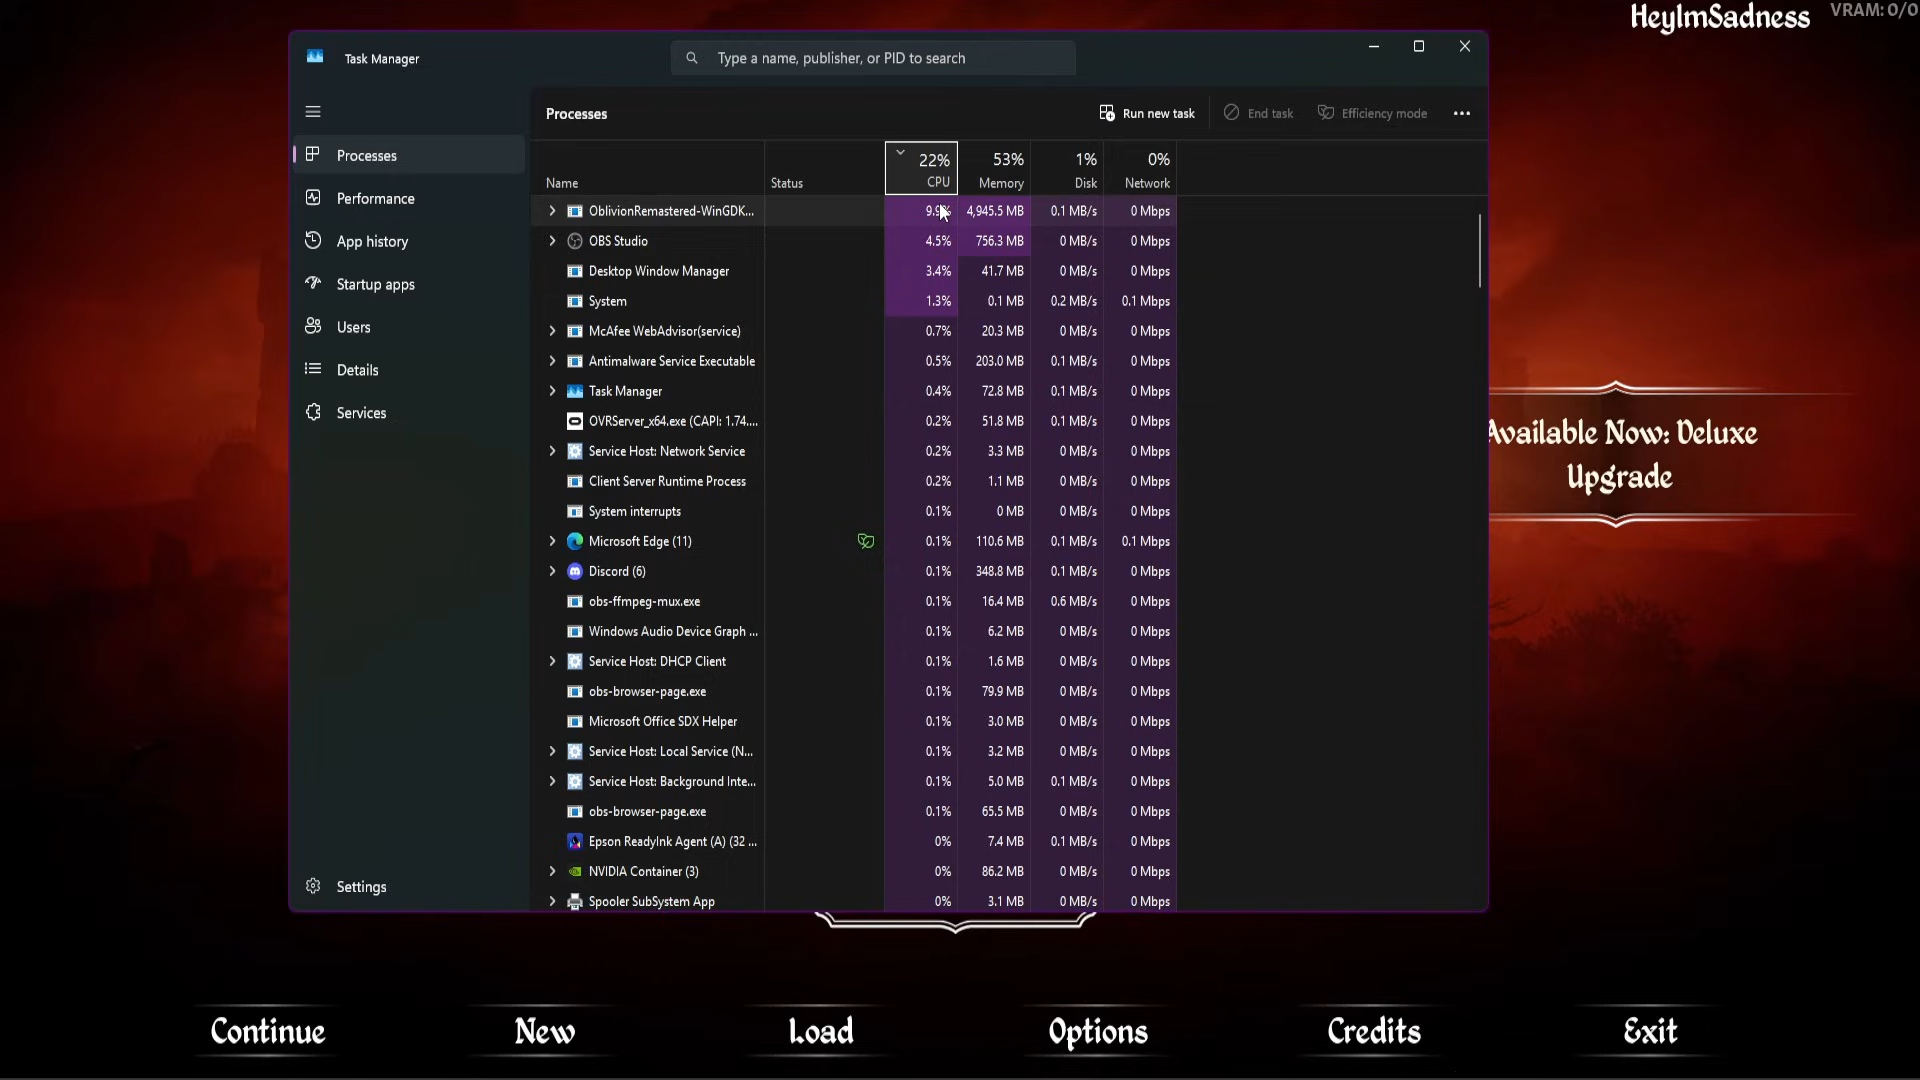 HeyImSadness
VRAM: 0/0
Task Manager
Type a name, publisher, or PID to search
Processes
Performance
App history
Startup apps
Users
Details
Services
Settings
Processes
Run new task
End task
Efficiency mode
Name Status 22% CPU 53% Memory 1% Disk 0% Network
OblivionRemastered-WinGDK... 4,945.5 MB 0.1 MB/s 0 Mbps
OBS Studio 4.5% 756.3 MB 0 MB/s 0 Mbps
Desktop Window Manager 3.4% 41.7 MB 0 MB/s 0 Mbps
System 1.3% 0.1 MB 0.2 MB/s 0.1 Mbps
McAfee WebAdvisor(service) 0.7% 20.3 MB 0 MB/s 0 Mbps
Antimalware Service Executable 0.5% 203.0 MB 0.1 MB/s 0 Mbps
Task Manager 0.4% 72.8 MB 0.1 MB/s 0 Mbps
OVRServer_x64.exe (CAPI: 1.74.... 0.2% 51.8 MB 0.1 MB/s 0 Mbps
Service Host: Network Service 0.2% 3.3 MB 0 MB/s 0 Mbps
Client Server Runtime Process 0.2% 1.1 MB 0 MB/s 0 Mbps
System interrupts 0.1% 0 MB 0 MB/s 0 Mbps
Microsoft Edge (11) 0.1% 110.6 MB 0.1 MB/s 0.1 Mbps
Discord (6) 0.1% 348.8 MB 0.1 MB/s 0 Mbps
obs-ffmpeg-mux.exe 0.1% 16.4 MB 0.6 MB/s 0 Mbps
Windows Audio Device Graph ... 0.1% 6.2 MB 0 MB/s 0 Mbps
Service Host: DHCP Client 0.1% 1.6 MB 0 MB/s 0 Mbps
obs-browser-page.exe 0.1% 79.9 MB 0 MB/s 0 Mbps
Microsoft Office SDX Helper 0.1% 3.0 MB 0 MB/s 0 Mbps
Service Host: Local Service (N... 0.1% 3.2 MB 0 MB/s 0 Mbps
Service Host: Background Inte... 0.1% 5.0 MB 0.1 MB/s 0 Mbps
obs-browser-page.exe 0.1% 65.5 MB 0 MB/s 0 Mbps
Epson ReadyInk Agent (A) (32 ... 0% 7.4 MB 0.1 MB/s 0 Mbps
NVIDIA Container (3) 0% 86.2 MB 0 MB/s 0 Mbps
Spooler SubSystem App 0% 3.1 MB 0 MB/s 0 Mbps
Available Now: Deluxe
Upgrade
Continue
New
Load
Options
Credits
Exit